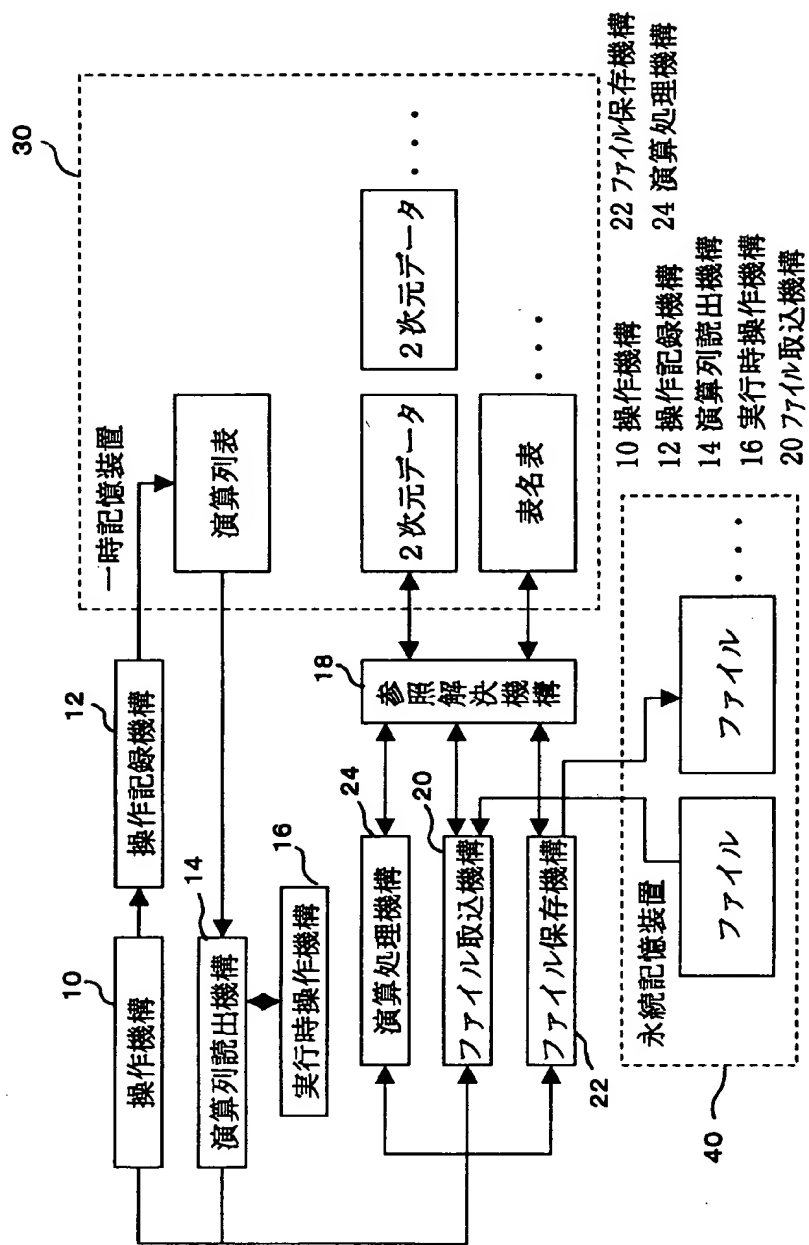 30
一時記憶装置
12
操作記録機構
演算列表
10
操作機構
14
演算列読出機構
16
実行時操作機構
2次元データ
2次元データ
・・・
18
参照解決機構
表名表
・・・
24
演算処理機構
20
ファイル取込機構
ファイル保存機構
22
永続記憶装置
ファイル
ファイル
・・・
40
10 操作機構
12 操作記録機構
14 演算列読出機構
16 実行時操作機構
20 ファイル取込機構
22 ファイル保存機構
24 演算処理機構